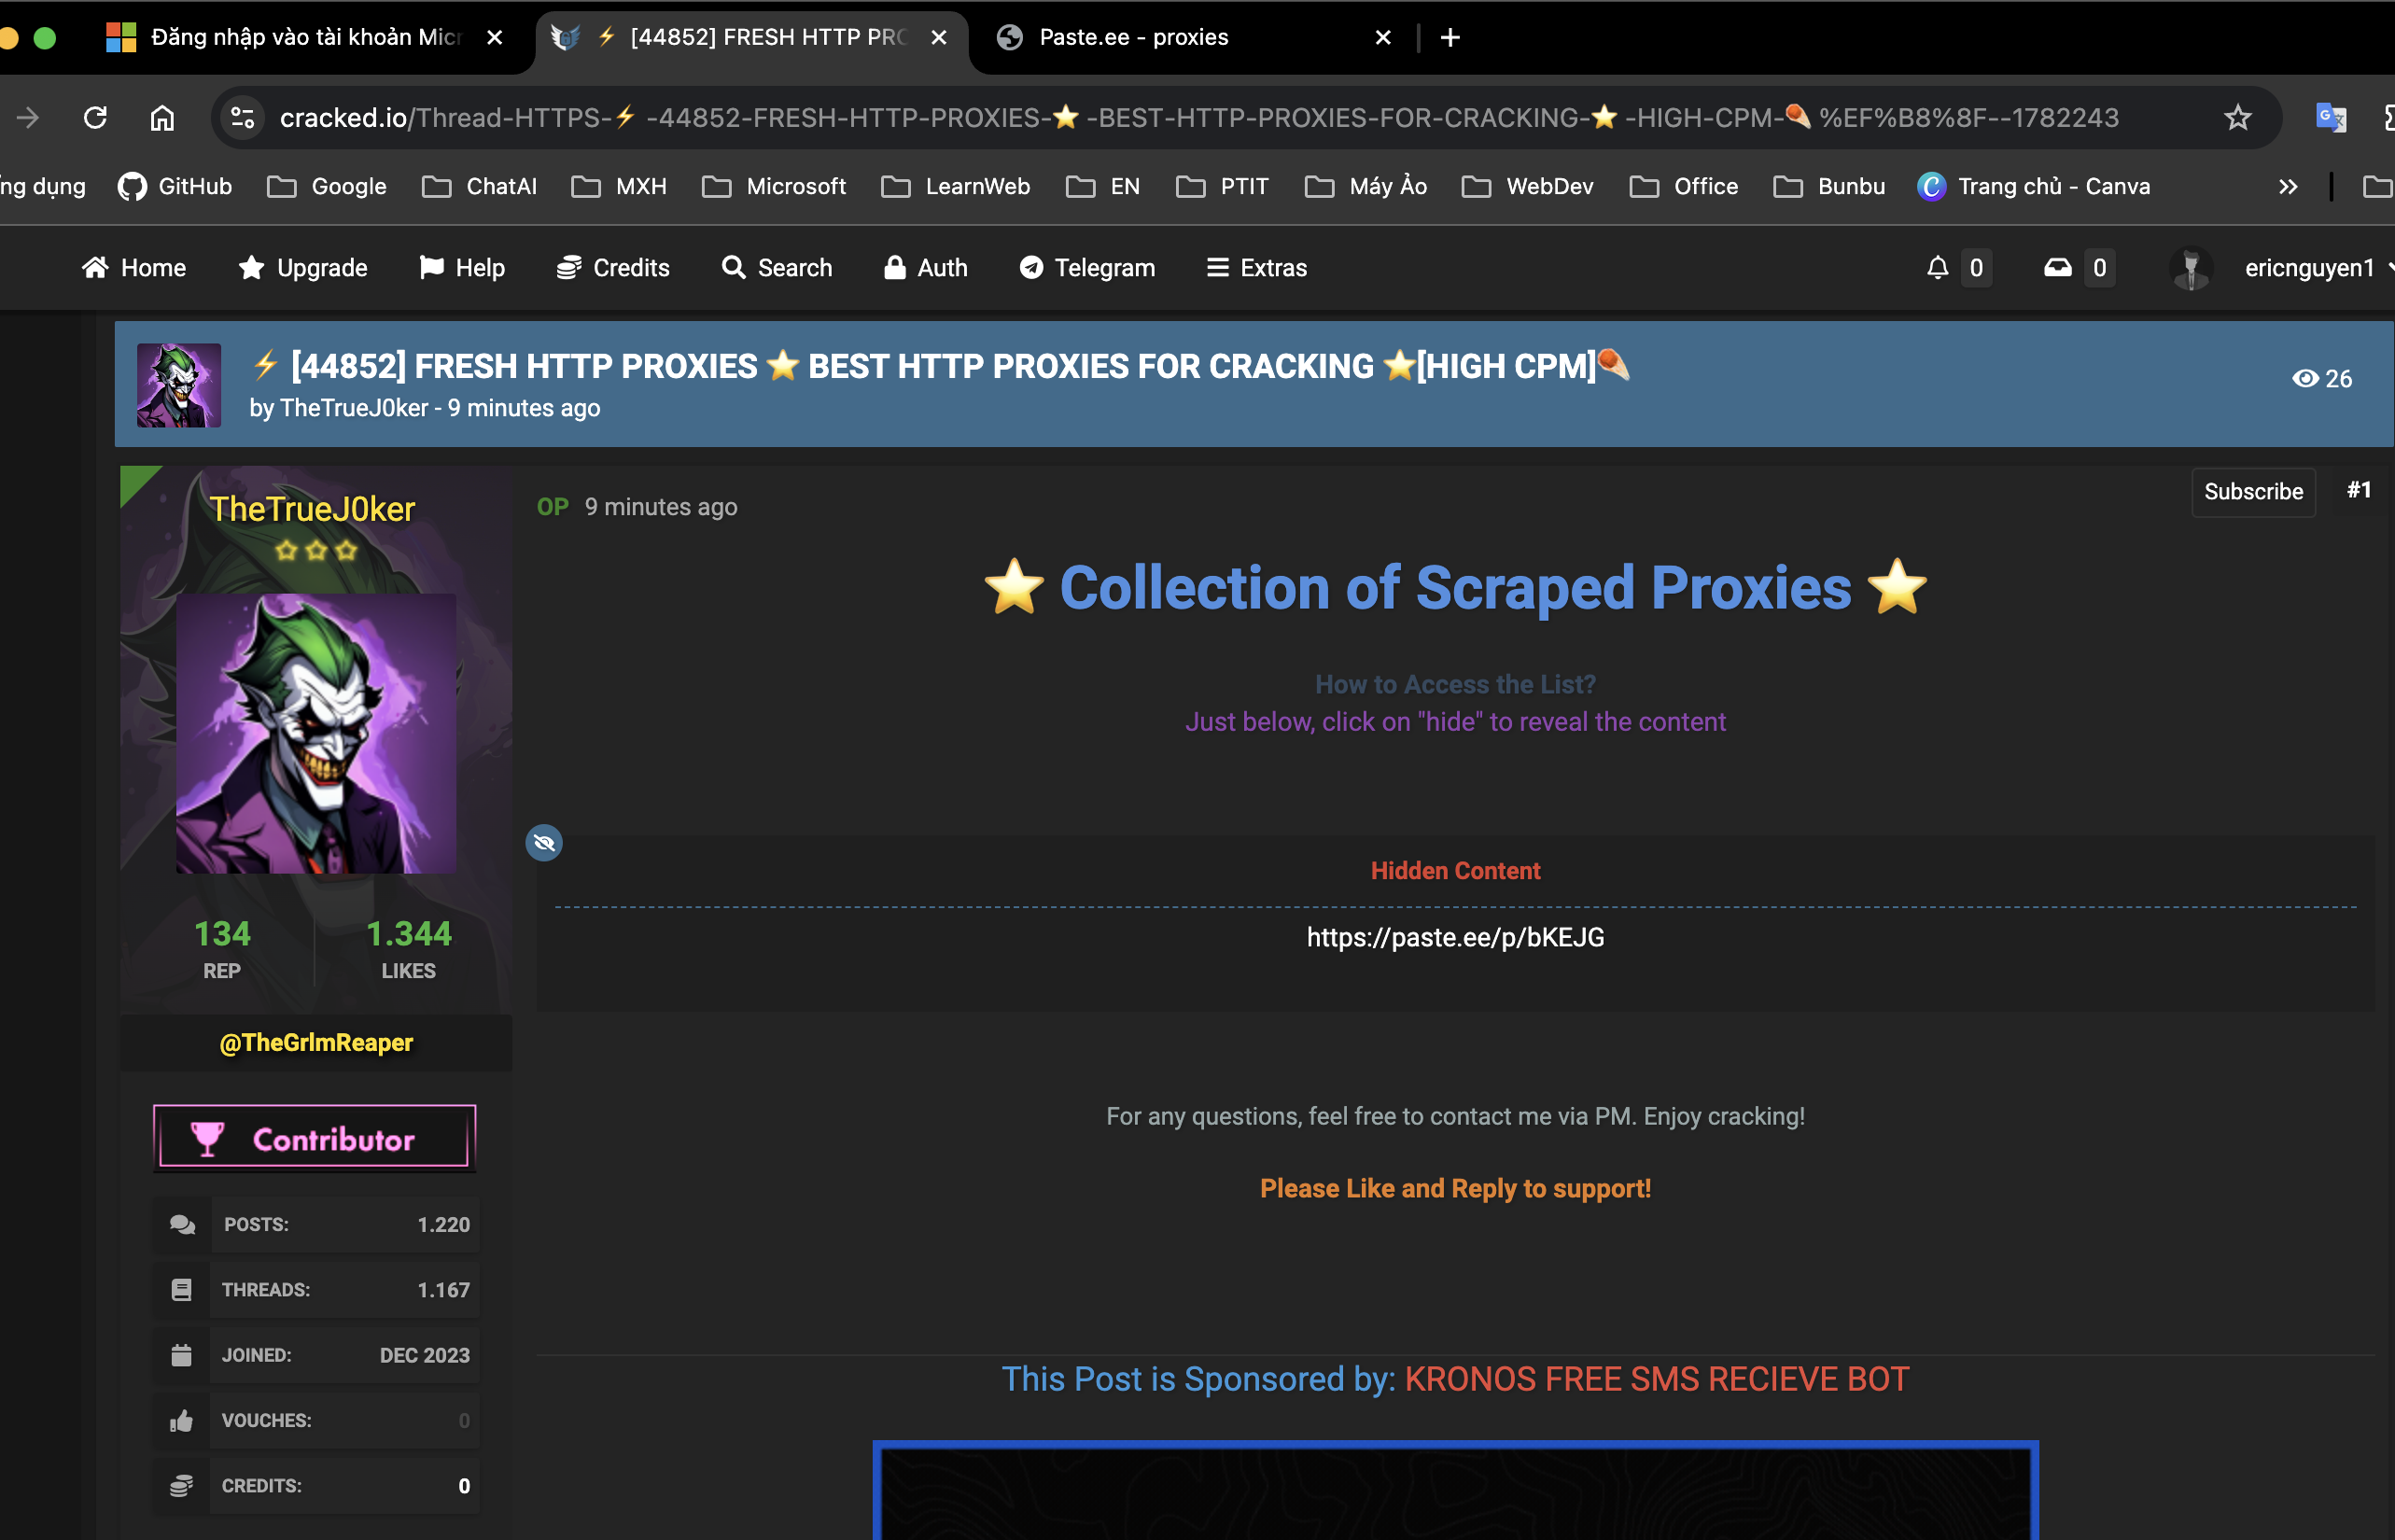 Đăng nhập vào tài khoản Micr
[44852] FRESH HTTP PRO
Paste.ee - proxies
cracked.io/Thread-HTTPS-⚡-44852-FRESH-HTTP-PROXIES-⭐-BEST-HTTP-PROXIES-FOR-CRACKING-⭐-HIGH-CPM-☄%EF%B8%8F--1782243
ng dụng GitHub Google ChatAI MXH Microsoft LearnWeb EN PTIT Máy Ảo WebDev Office Bunbu Trang chủ - Canva
Home Upgrade Help Credits Search Auth Telegram Extras 0 0 ericnguyen1
⚡ [44852] FRESH HTTP PROXIES ⭐ BEST HTTP PROXIES FOR CRACKING ⭐[HIGH CPM]☄
26
by TheTrueJ0ker - 9 minutes ago
TheTrueJ0ker
134 REP
1.344 LIKES
@TheGrlmReaper
Contributor
POSTS: 1.220
THREADS: 1.167
JOINED: DEC 2023
VOUCHES: 0
CREDITS: 0
OP 9 minutes ago
Subscribe #1
⭐ Collection of Scraped Proxies ⭐
How to Access the List?
Just below, click on "hide" to reveal the content
Hidden Content
https://paste.ee/p/bKEJG
For any questions, feel free to contact me via PM. Enjoy cracking!
Please Like and Reply to support!
This Post is Sponsored by: KRONOS FREE SMS RECIEVE BOT